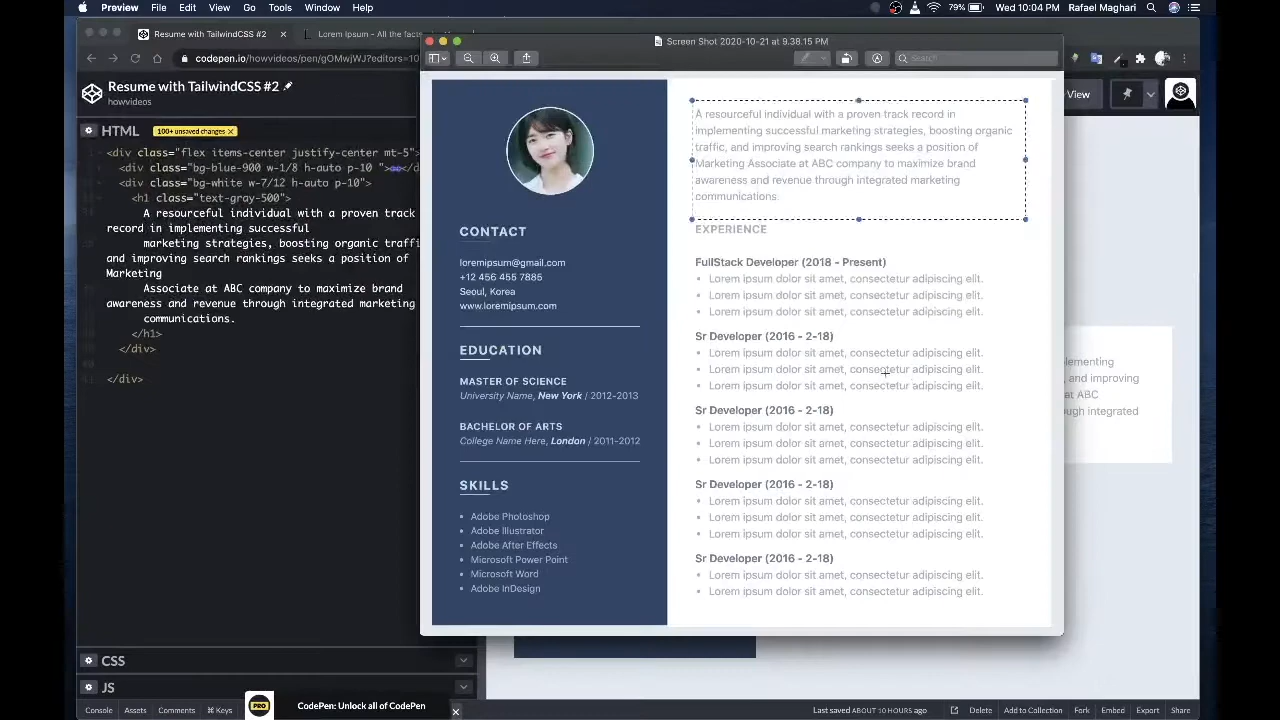 Preview File Edit View Go Tools Window Help 79% Wed 10:04 PM Rafael Maghari
Resume with TailwindCSS #2 Lorem Ipsum - All the facts
codepen.io/howvideos/pen/gOMwjWJ?editors=10
Screen Shot 2020-10-21 at 9.38.15 PM
Search
Resume with TailwindCSS #2
howvideos
View
HTML 100+ unsaved changes X
<div class="flex items-center justify-center mt-5">
<div class="bg-blue-900 w-1/8 h-auto p-10 "></d
<div class="bg-white w-7/12 h-auto p-10">
<h1 class="text-gray-500">
A resourceful individual with a proven track
record in implementing successful
marketing strategies, boosting organic traffi
and improving search rankings seeks a position of
Marketing
Associate at ABC company to maximize brand
awareness and revenue through integrated marketing
communications.
</h1>
</div>
</div>
CONTACT
loremipsum@gmail.com
+12 456 455 7885
Seoul, Korea
www.loremipsum.com
EDUCATION
MASTER OF SCIENCE
University Name, New York / 2012-2013
BACHELOR OF ARTS
College Name Here, London / 2011-2012
SKILLS
• Adobe Photoshop
• Adobe Illustrator
• Adobe After Effects
• Microsoft Power Point
• Microsoft Word
• Adobe InDesign
A resourceful individual with a proven track record in
implementing successful marketing strategies, boosting organic
traffic, and improving search rankings seeks a position of
Marketing Associate at ABC company to maximize brand
awareness and revenue through integrated marketing
communications.
EXPERIENCE
FullStack Developer (2018 - Present)
• Lorem ipsum dolor sit amet, consectetur adipiscing elit.
• Lorem ipsum dolor sit amet, consectetur adipiscing elit.
• Lorem ipsum dolor sit amet, consectetur adipiscing elit.
Sr Developer (2016 - 2-18)
• Lorem ipsum dolor sit amet, consectetur adipiscing elit.
• Lorem ipsum dolor sit amet, consectetur adipiscing elit.
• Lorem ipsum dolor sit amet, consectetur adipiscing elit.
Sr Developer (2016 - 2-18)
• Lorem ipsum dolor sit amet, consectetur adipiscing elit.
• Lorem ipsum dolor sit amet, consectetur adipiscing elit.
• Lorem ipsum dolor sit amet, consectetur adipiscing elit.
Sr Developer (2016 - 2-18)
• Lorem ipsum dolor sit amet, consectetur adipiscing elit.
• Lorem ipsum dolor sit amet, consectetur adipiscing elit.
• Lorem ipsum dolor sit amet, consectetur adipiscing elit.
Sr Developer (2016 - 2-18)
• Lorem ipsum dolor sit amet, consectetur adipiscing elit.
• Lorem ipsum dolor sit amet, consectetur adipiscing elit.
lementing
, and improving
at ABC
ough integrated
CSS
JS
Console Assets Comments ⌘ Keys PRO CodePen: Unlock all of CodePen X Last saved ABOUT 10 HOURS ago Delete Add to Collection Fork Embed Export Share